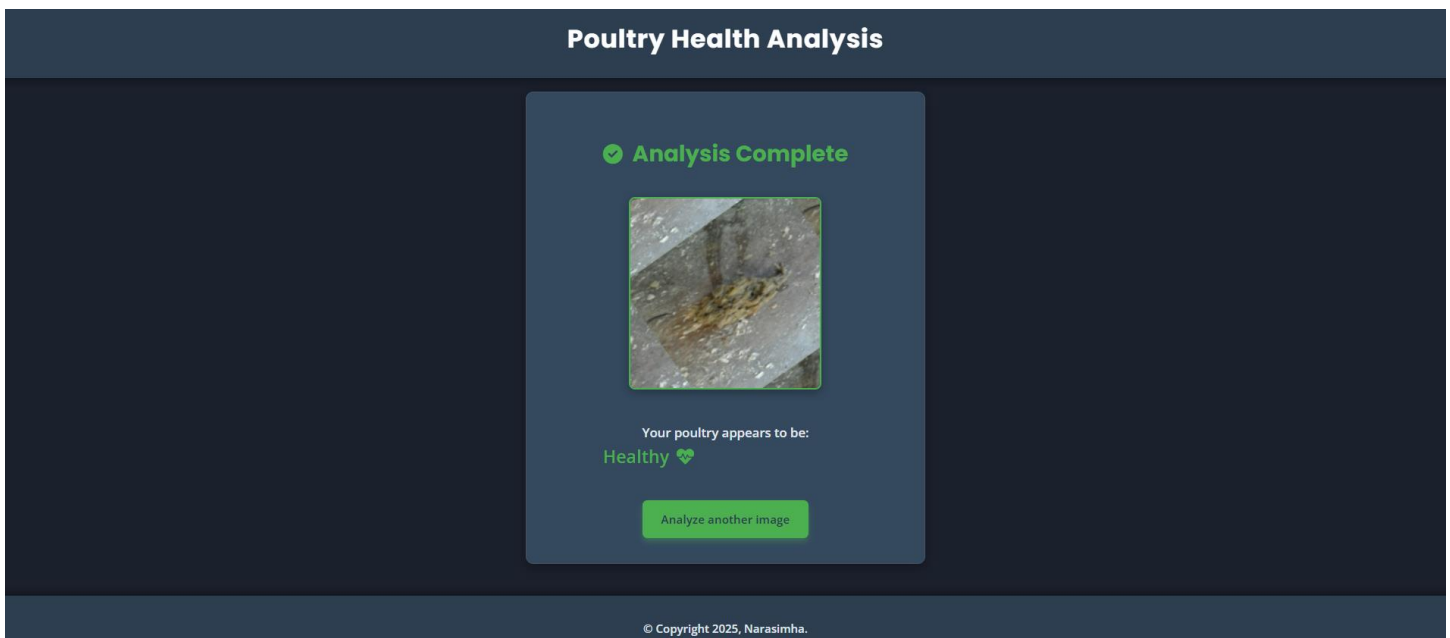 Poultry Health Analysis
Analysis Complete
Your poultry appears to be:
Healthy
Analyze another image
© Copyright 2025, Narasimha.